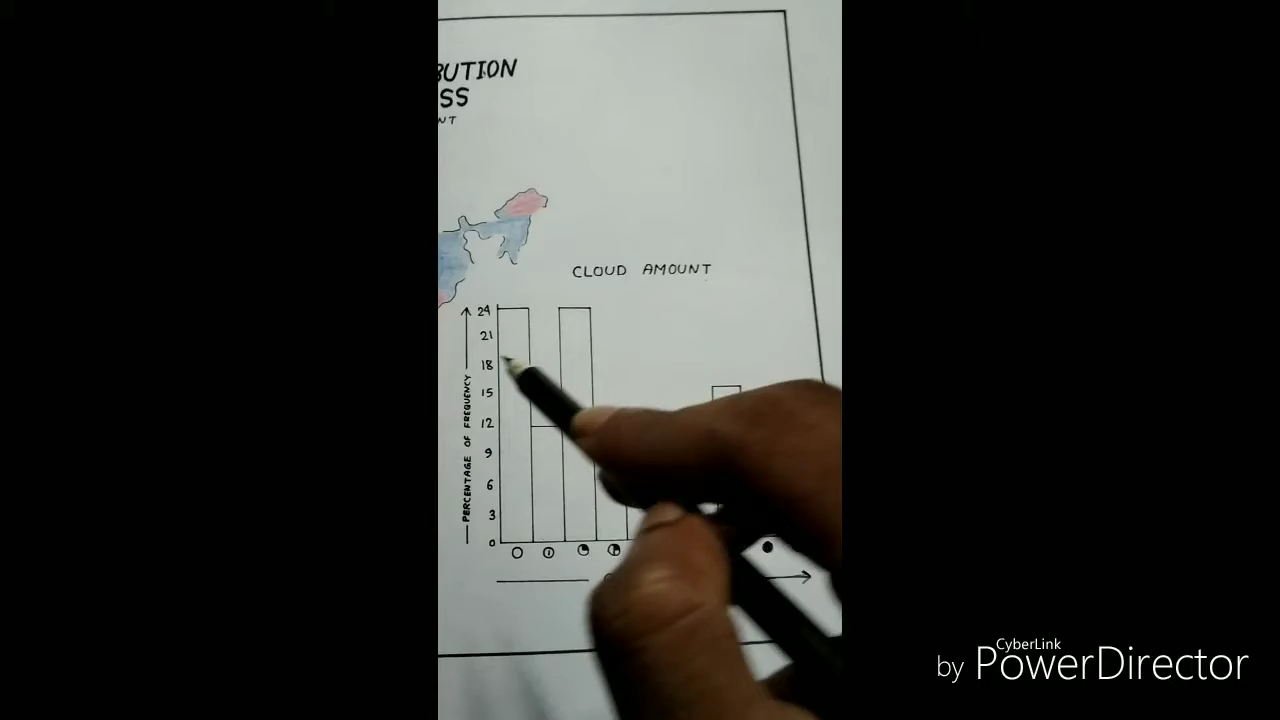 BUTION
SS
NT
CLOUD AMOUNT
24
21
18
15
12
9
6
3
0
PERCENTAGE OF FREQUENCY
CyberLink
by PowerDirector